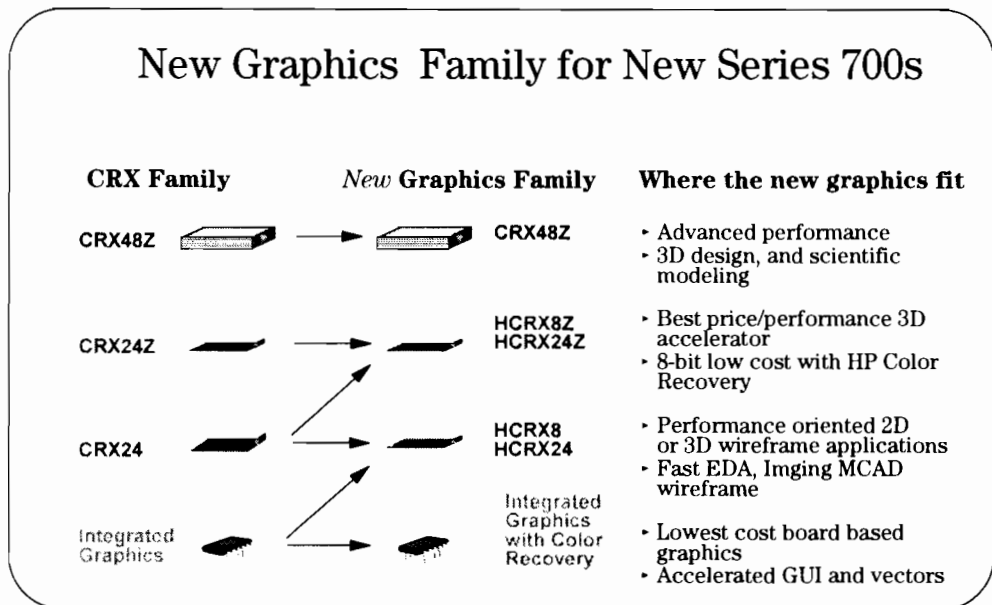 New Graphics Family for New Series 700s
CRX Family
New Graphics Family
Where the new graphics fit
CRX48Z
CRX48Z
‣ Advanced performance
‣ 3D design, and scientific
modeling
CRX24Z
HCRX8Z
HCRX24Z
‣ Best price/performance 3D
accelerator
‣ 8-bit low cost with HP Color
Recovery
CRX24
HCRX8
HCRX24
‣ Performance oriented 2D
or 3D wireframe applications
‣ Fast EDA, Imging MCAD
wireframe
Integrated
Graphics
Integrated
Graphics
with Color
Recovery
‣ Lowest cost board based
graphics
‣ Accelerated GUI and vectors